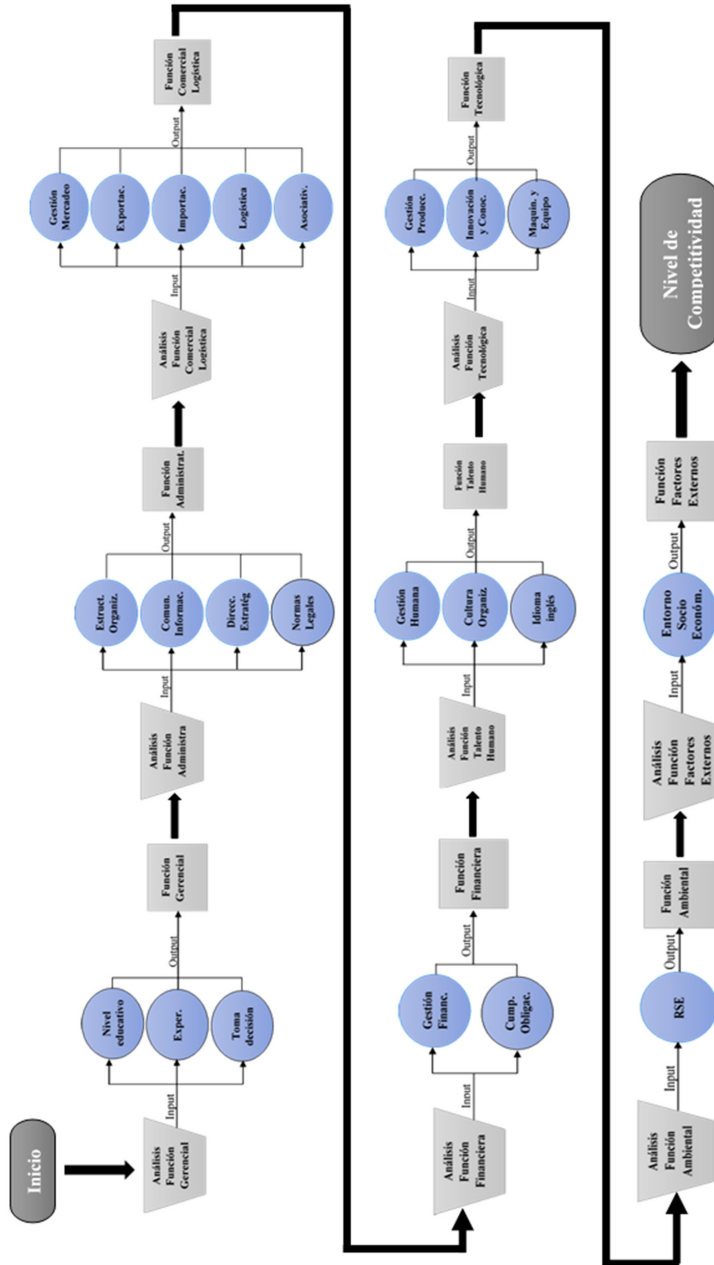 Inicio
Análisis
Función
Gerencial
Input
Nivel
educativo
Exper.
Toma
decisión
Output
Función
Gerencial
Análisis
Función
Administra
Input
Estruct.
Organiz.
Comun.
Informac.
Direcc.
Estratég
Normas
Legales
Output
Función
Administrat.
Análisis
Función
Comercial
Logística
Input
Gestión
Mercadeo
Exportac.
Importac.
Logística
Asociativ.
Output
Función
Comercial
Logística
Análisis
Función
Financiera
Input
Gestión
Financ.
Cump.
Obligac.
Output
Función
Financiera
Análisis
Función
Talento
Humano
Input
Gestión
Humana
Cultura
Organiz
Idioma
inglés
Output
Función
Talento
Humano
Análisis
Función
Tecnológica
Input
Gestión
Producc.
Innovación
y Conoc.
Maquin. y
Equipo
Output
Función
Tecnológica
Análisis
Función
Ambiental
Input
RSE
Output
Función
Ambiental
Análisis
Función
Factores
Externos
Input
Entorno
Socio
Económ.
Output
Función
Factores
Externos
Nivel de
Competitividad